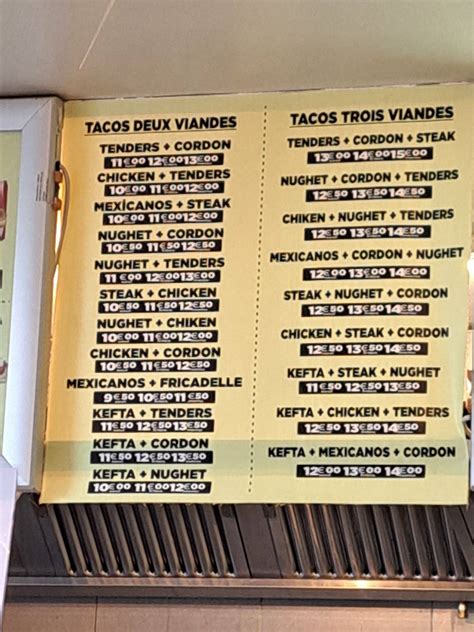 TACOS DEUX VIANDES
TENDERS + CORDON
11€00 12€00 13€00
CHICKEN + TENDERS
10€00 11€00 12€00
MEXICANOS + STEAK
10€00 11€00 12€00
NUGHET + CORDON
10€50 11€50 12€50
NUGHET + TENDERS
11€00 12€00 13€00
STEAK + CHICKEN
10€50 11€50 12€50
NUGHET + CHIKEN
10€00 11€00 12€00
CHICKEN + CORDON
10€50 11€50 12€50
MEXICANOS + FRICADELLE
9€50 10€50 11€50
KEFTA + TENDERS
11€50 12€50 13€50
KEFTA + CORDON
11€50 12€50 13€50
KEFTA + NUGHET
10€00 11€00 12€00
TACOS TROIS VIANDES
TENDERS + CORDON + STEAK
13€00 14€00 15€00
NUGHET + CORDON + TENDERS
12€50 13€50 14€50
CHIKEN + NUGHET + TENDERS
12€50 13€50 14€50
MEXICANOS + CORDON + NUGHET
12€00 13€00 14€00
STEAK + NUGHET + CORDON
12€50 13€50 14€50
CHICKEN + STEAK + CORDON
12€50 13€50 14€50
KEFTA + STEAK + NUGHET
11€50 12€50 13€50
KEFTA + CHICKEN + TENDERS
12€50 13€50 14€50
KEFTA + MEXICANOS + CORDON
12€00 13€00 14€00